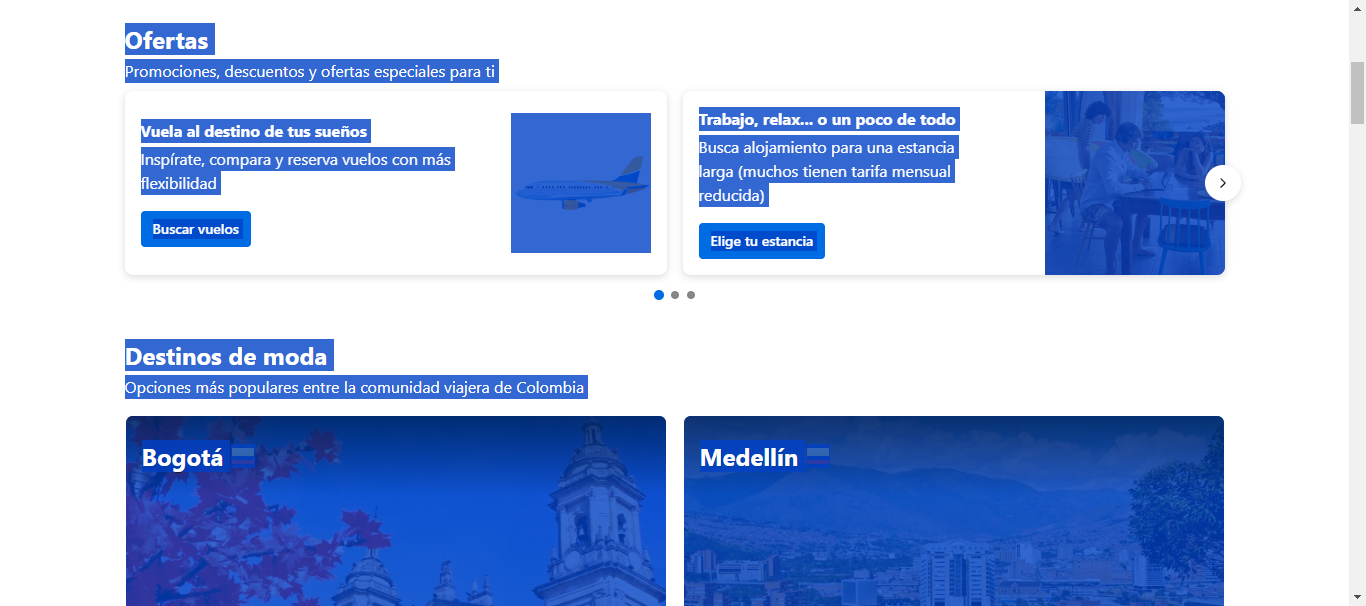 Ofertas
Promociones, descuentos y ofertas especiales para ti
Vuela al destino de tus sueños
Inspírate, compara y reserva vuelos con más
flexibilidad
Buscar vuelos
Trabajo, relax... o un poco de todo
Busca alojamiento para una estancia
larga (muchos tienen tarifa mensual
reducida)
Elige tu estancia
Destinos de moda
Opciones más populares entre la comunidad viajera de Colombia
Bogotá
Medellín